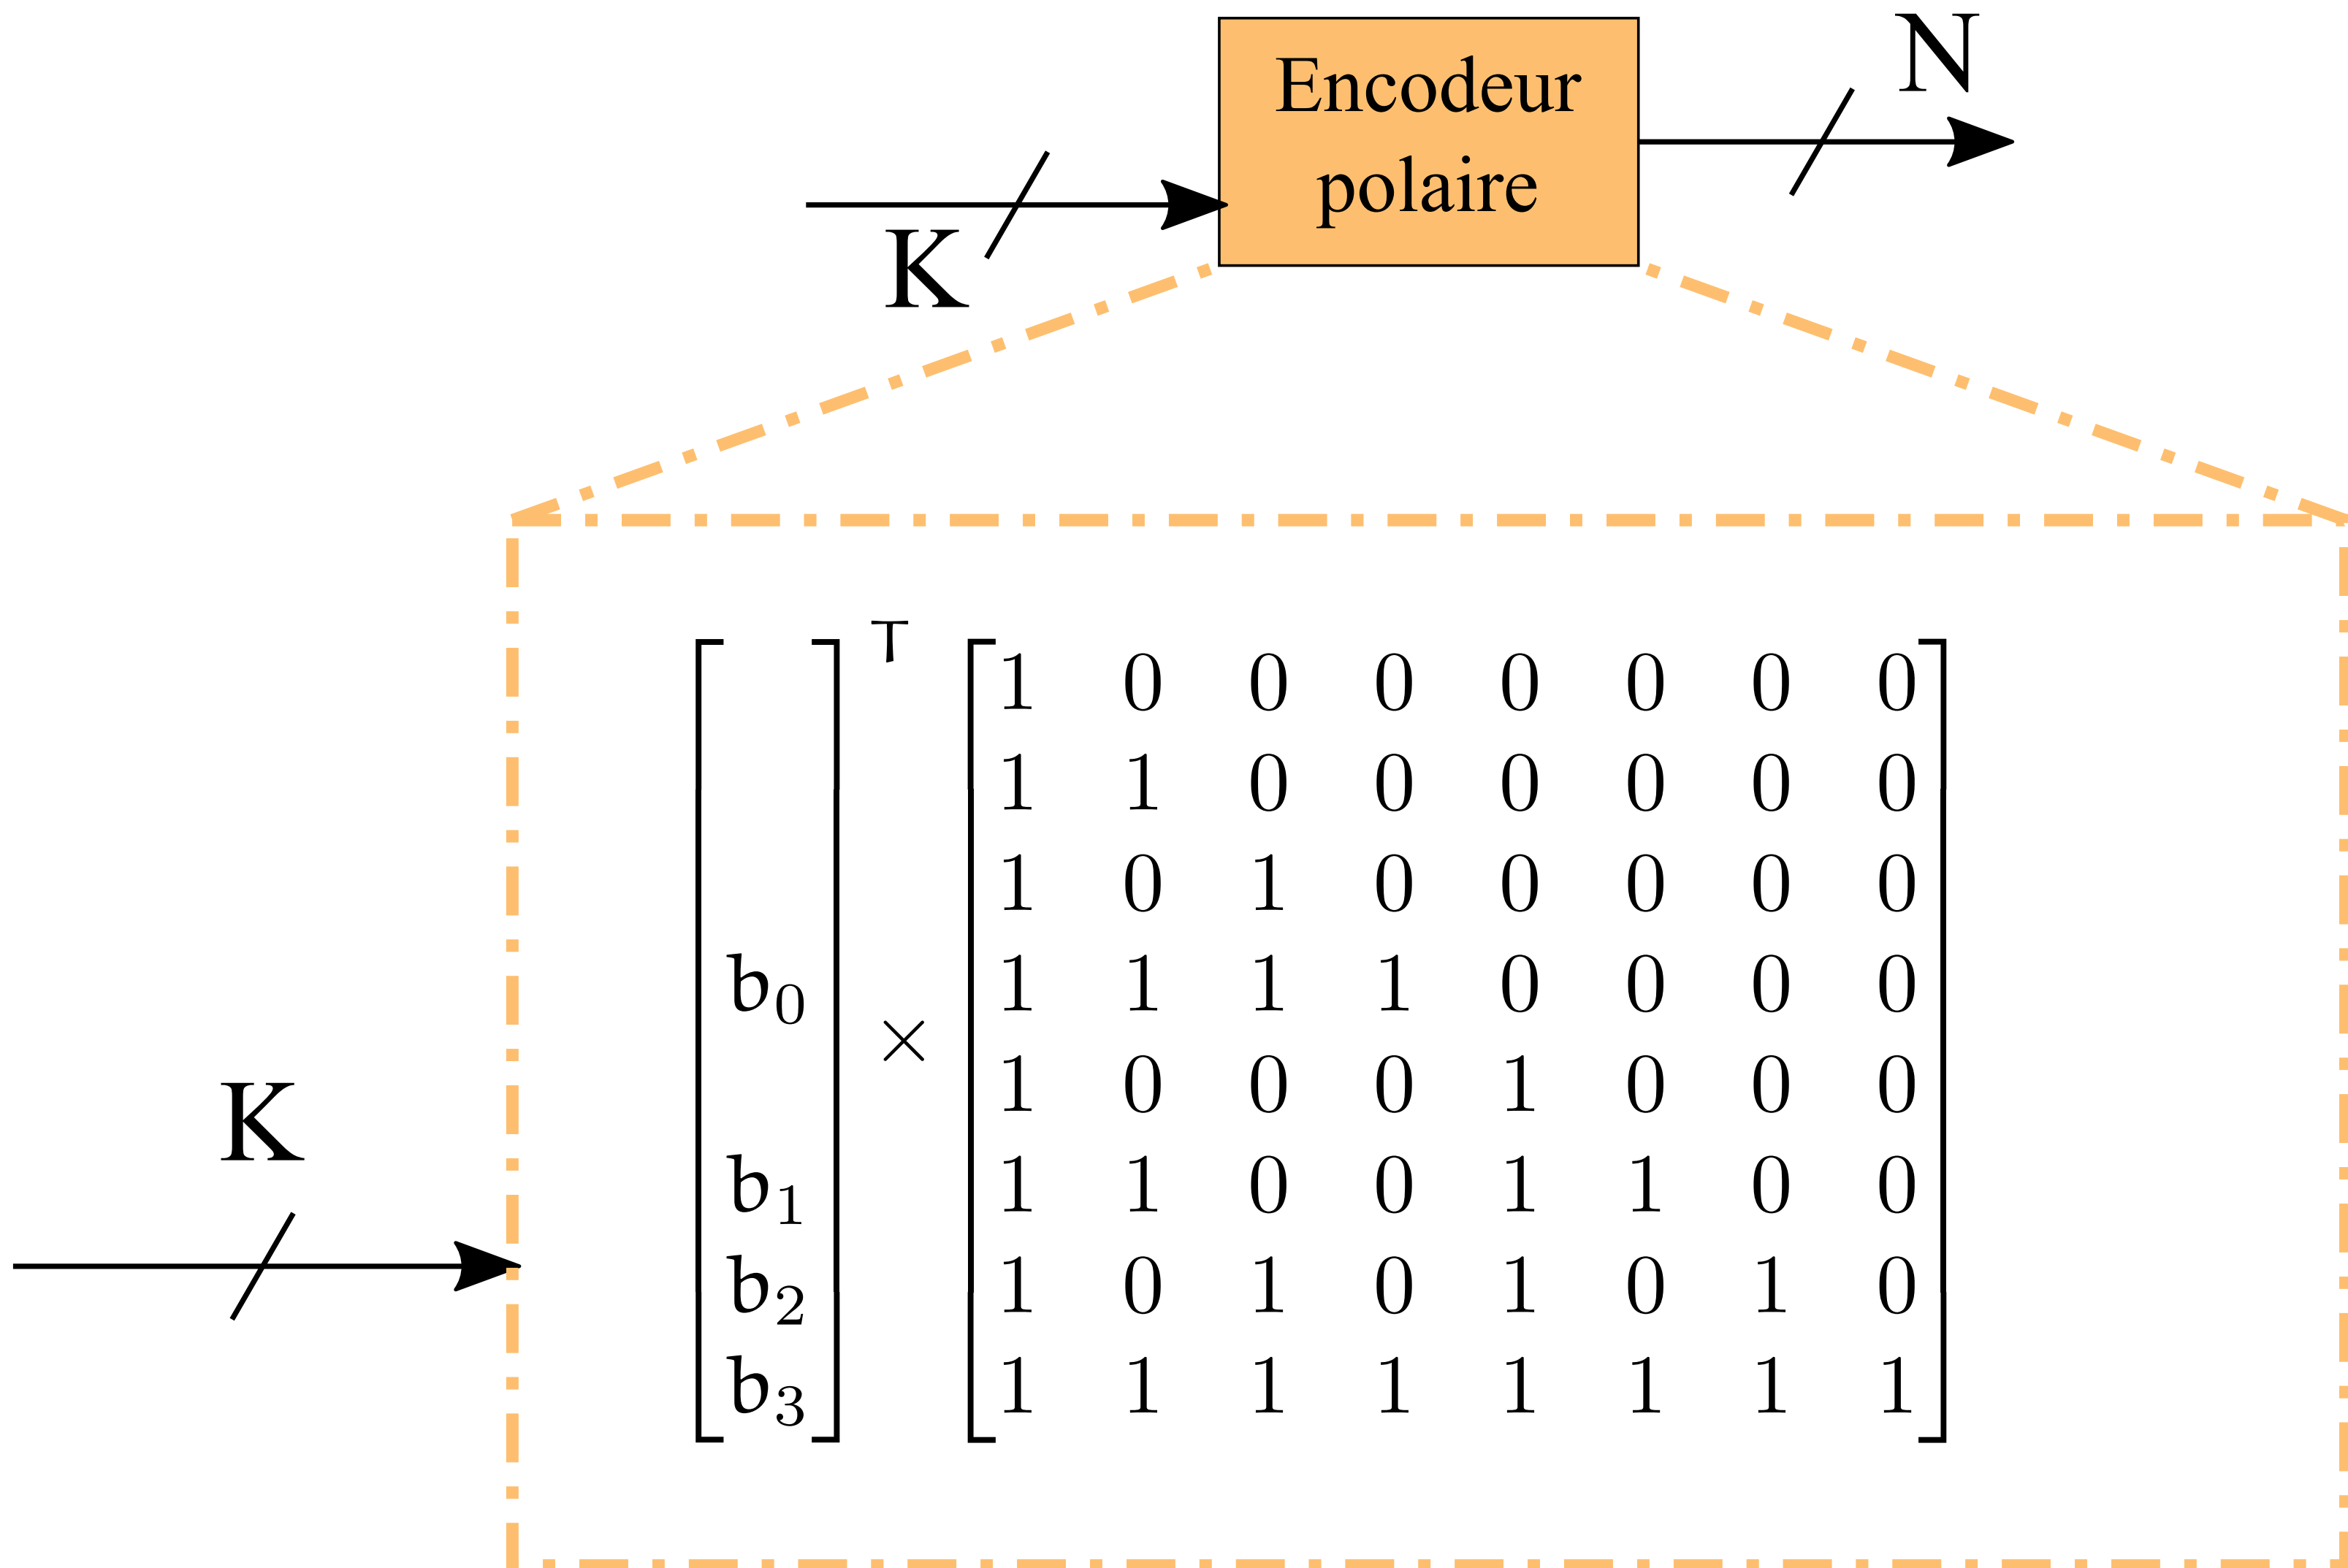 N
Encodeur
polaire
K
T
1 0 0 0 0 0 0 0
1 1 0 0 0 0 0 0
1 0 1 0 0 0 0 0
b₀ 1 1 1 1 0 0 0 0
×
1 0 0 0 1 0 0 0
K
b₁ 1 1 0 0 1 1 0 0
b₂ 1 0 1 0 1 0 1 0
b₃ 1 1 1 1 1 1 1 1